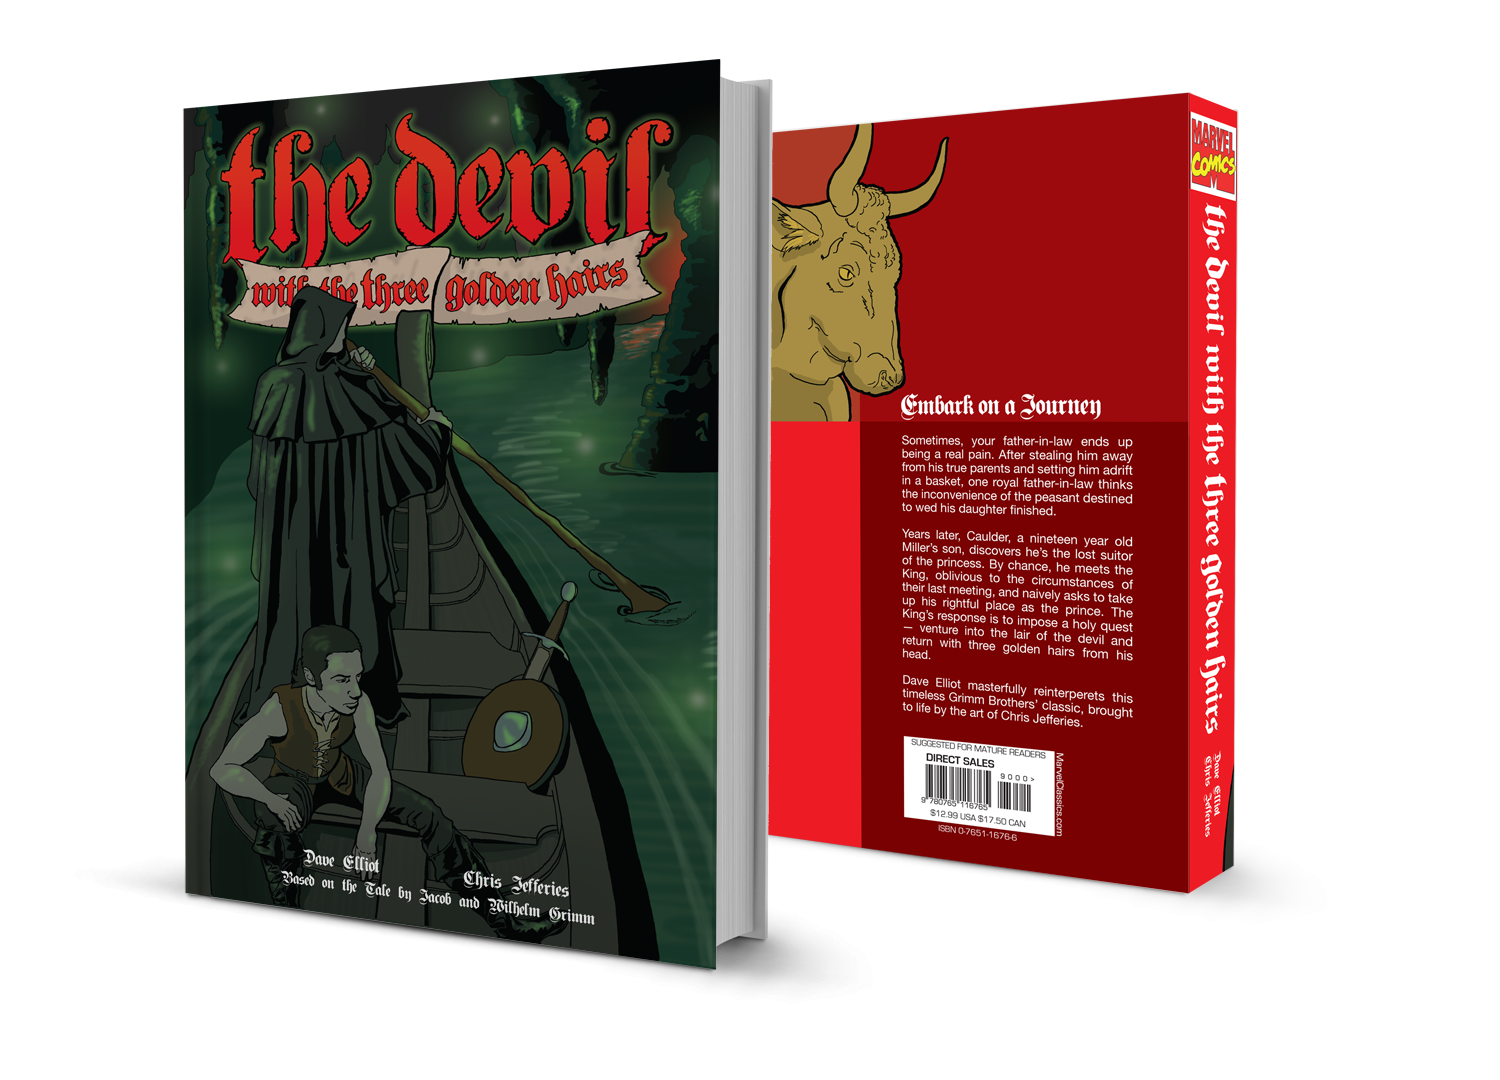 the devil
with the three golden hairs
Dave Elliot
Chris Jefferies
Based on the Tale by Jacob and Wilhelm Grimm
Embark on a Journey
Sometimes, your father-in-law ends up
being a real pain. After stealing him away
from his true parents and setting him adrift
in a basket, one royal father-in-law thinks
the inconvenience of the peasant destined
to wed his daughter finished.
Years later, Caulder, a nineteen year old
Miller's son, discovers he's the lost suitor
of the princess. By chance, he meets the
King, oblivious to the circumstances of
their last meeting, and naively asks to take
up his rightful place as the prince. The
King's response is to impose a holy quest
— venture into the lair of the devil and
return with three golden hairs from his
head.
Dave Elliot masterfully reinterperets this
timeless Grimm Brothers' classic, brought
to life by the art of Chris Jefferies.
SUGGESTED FOR MATURE READERS
DIRECT SALES
9000>
9 780765 116765
$12.99 USA $17.50 CAN
ISBN 0-7651-1676-6
MarvelClassics.com
MARVEL
COMICS
the devil with the three golden hairs
Dave Elliot
Chris Jefferies